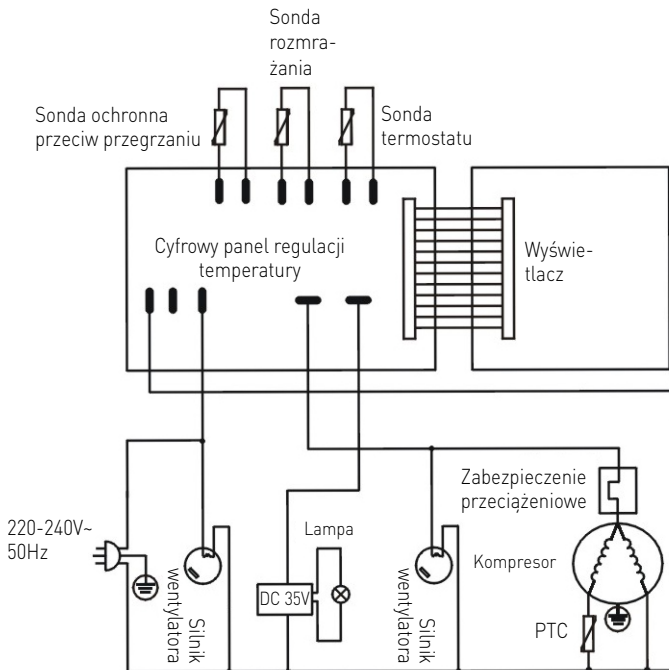 Sonda
rozmra-
żania
Sonda ochronna
przeciw przegrzaniu
Sonda
termostatu
Cyfrowy panel regulacji
temperatury
Wyświe-
tlacz
220-240V~
50Hz
Silnik
wentylatora
DC 35V
Lampa
Silnik
wentylatora
Zabezpieczenie
przeciążeniowe
Kompresor
PTC